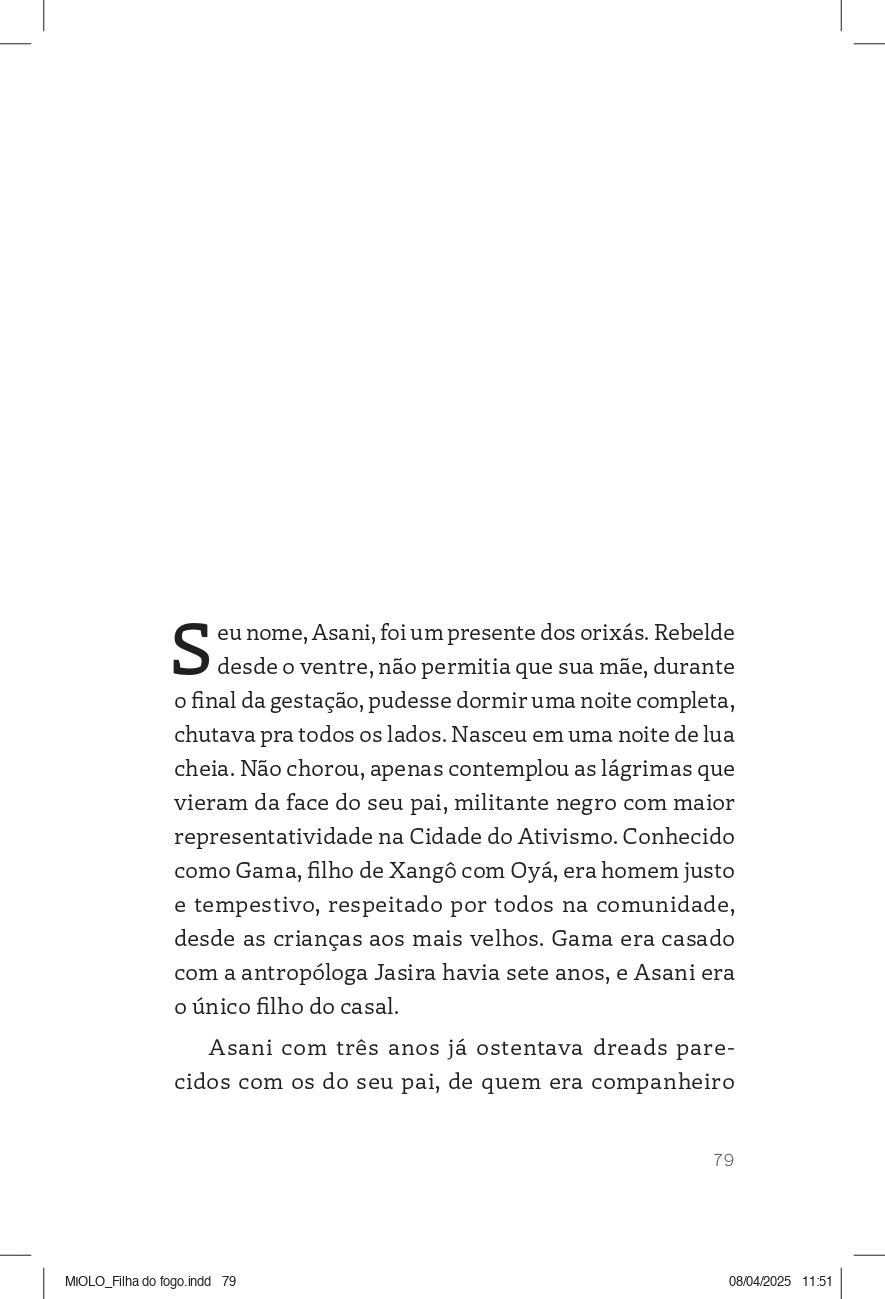 Seu nome, Asani, foi um presente dos orixás. Rebelde
desde o ventre, não permitia que sua mãe, durante
o final da gestação, pudesse dormir uma noite completa,
chutava pra todos os lados. Nasceu em uma noite de lua
cheia. Não chorou, apenas contemplou as lágrimas que
vieram da face do seu pai, militante negro com maior
representatividade na Cidade do Ativismo. Conhecido
como Gama, filho de Xangô com Oyá, era homem justo
e tempestivo, respeitado por todos na comunidade,
desde as crianças aos mais velhos. Gama era casado
com a antropóloga Jasira havia sete anos, e Asani era
o único filho do casal.
Asani com três anos já ostentava dreads pare-
cidos com os do seu pai, de quem era companheiro
79
MIOLO_Filha do fogo.indd 79
08/04/2025 11:51